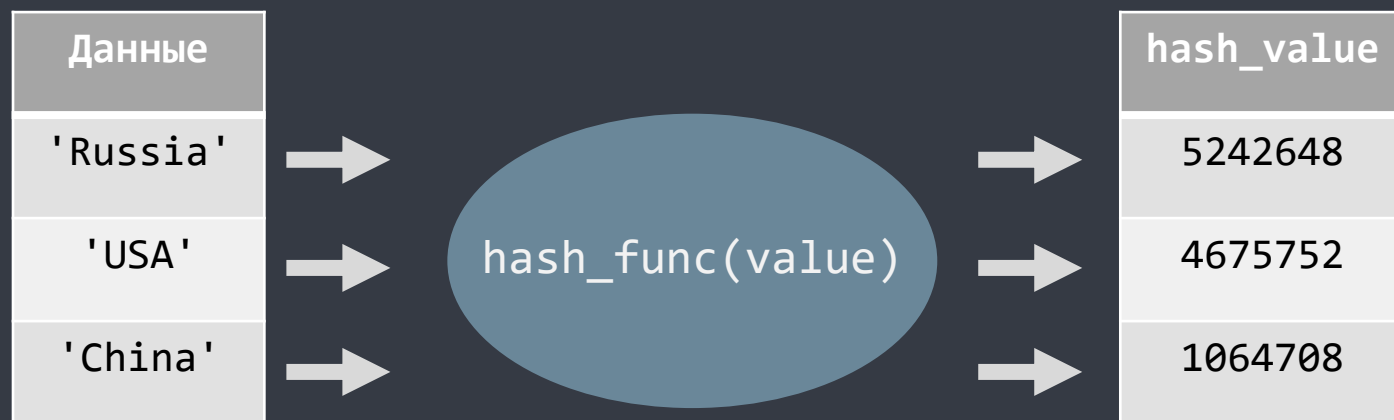 Данные
hash_value
'Russia'
5242648
'USA'
hash_func(value)
4675752
'China'
1064708